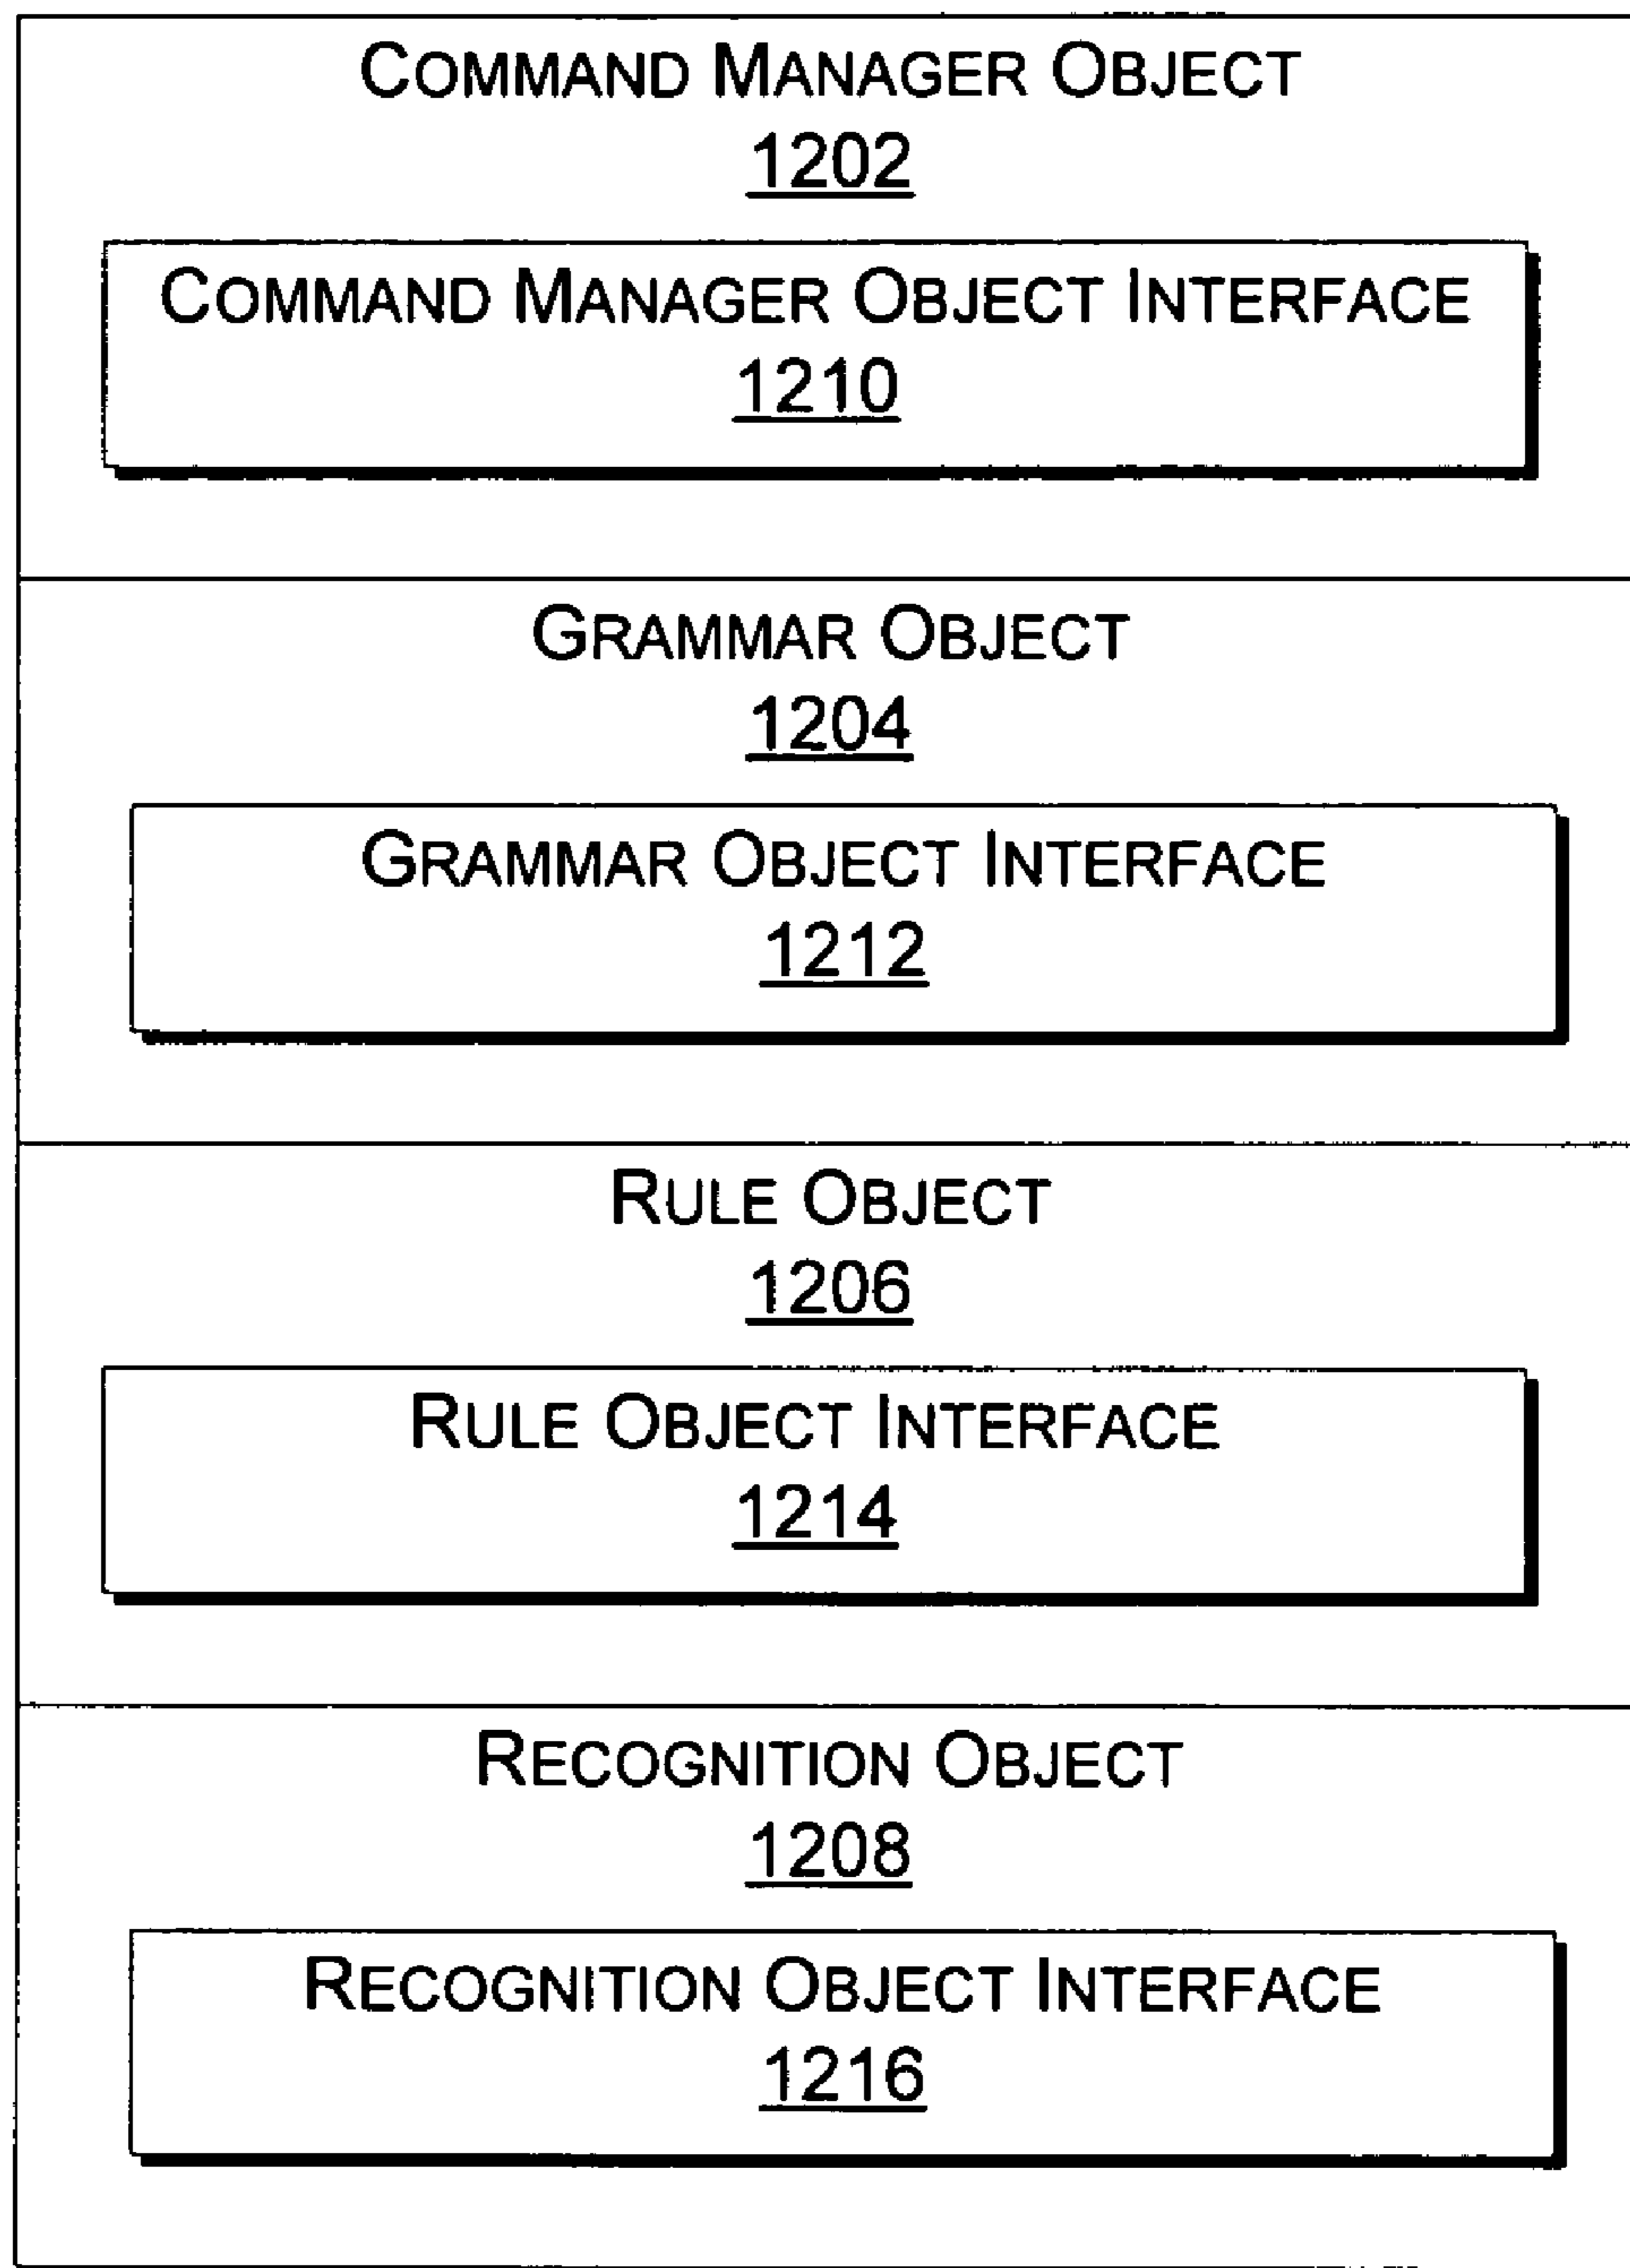 COMMAND MANAGER OBJECT
1202
COMMAND MANAGER OBJECT INTERFACE
1210
GRAMMAR OBJECT
1204
GRAMMAR OBJECT INTERFACE
1212
RULE OBJECT
1206
RULE OBJECT INTERFACE
1214
RECOGNITION OBJECT
1208
RECOGNITION OBJECT INTERFACE
1216